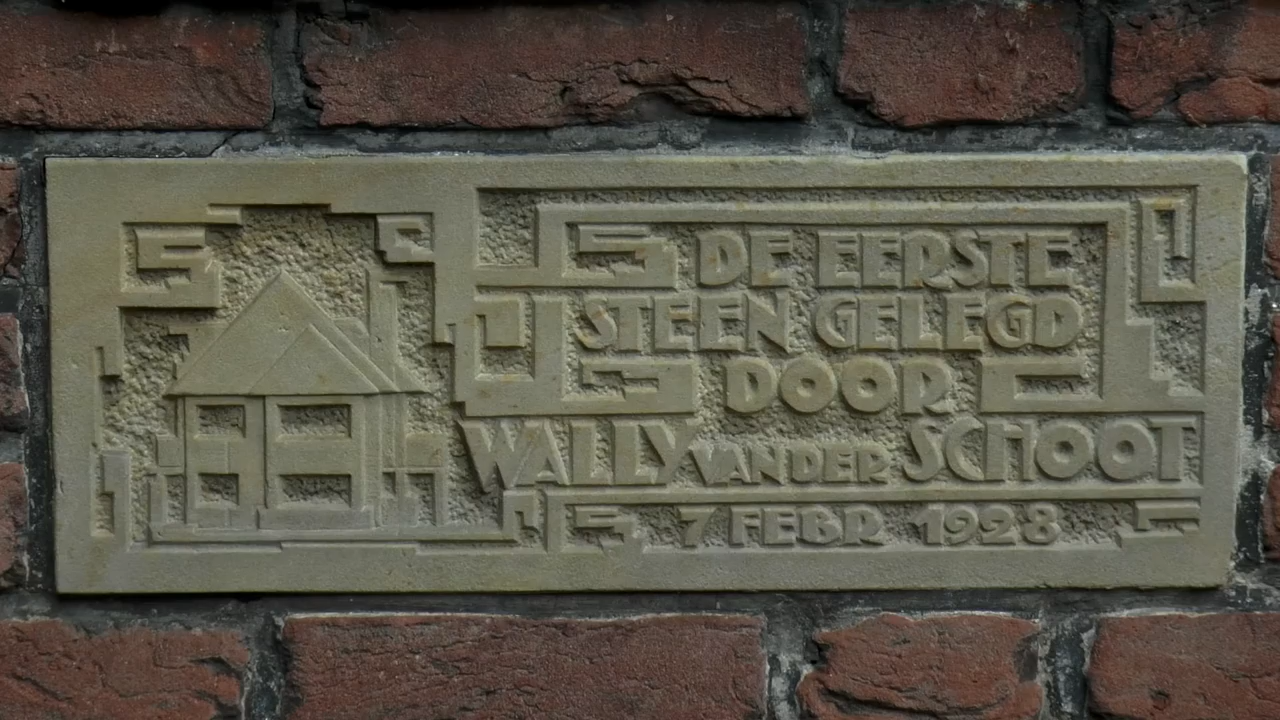 DE EERSTE
STEEN GELEGD
DOOR
WALLY VAN DER SCHOOT
7 FEBR 1928